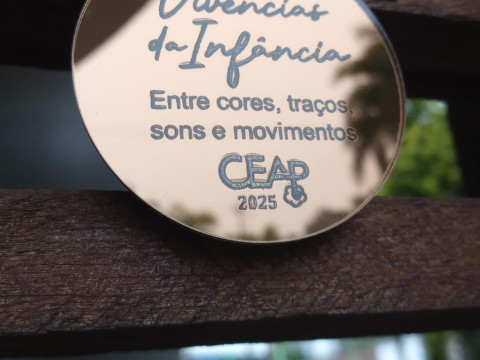 Vivências
da Infância
Entre cores, traços,
sons e movimentos
CEAP
2025